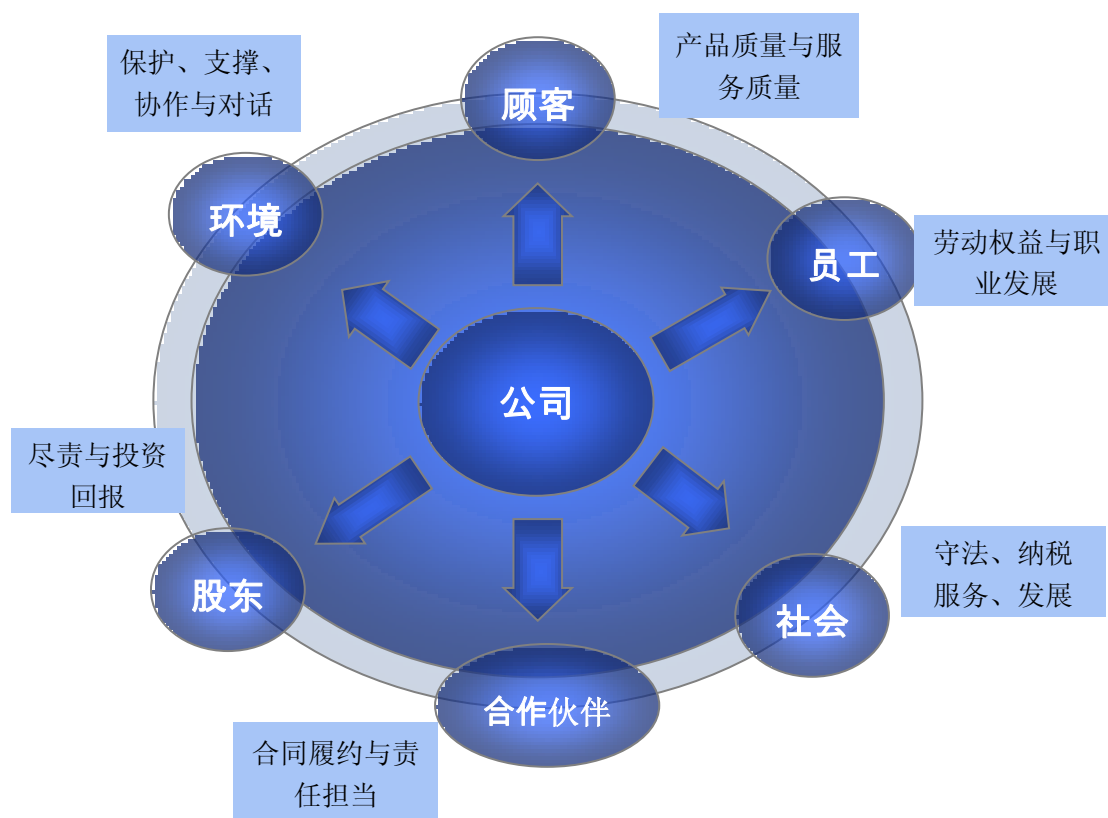 保护、支撑、
协作与对话
顾客
产品质量与服
务质量
环境
员工
劳动权益与职
业发展
公司
尽责与投资
回报
股东
社会
守法、纳税
服务、发展
合作伙伴
合同履约与责
任担当